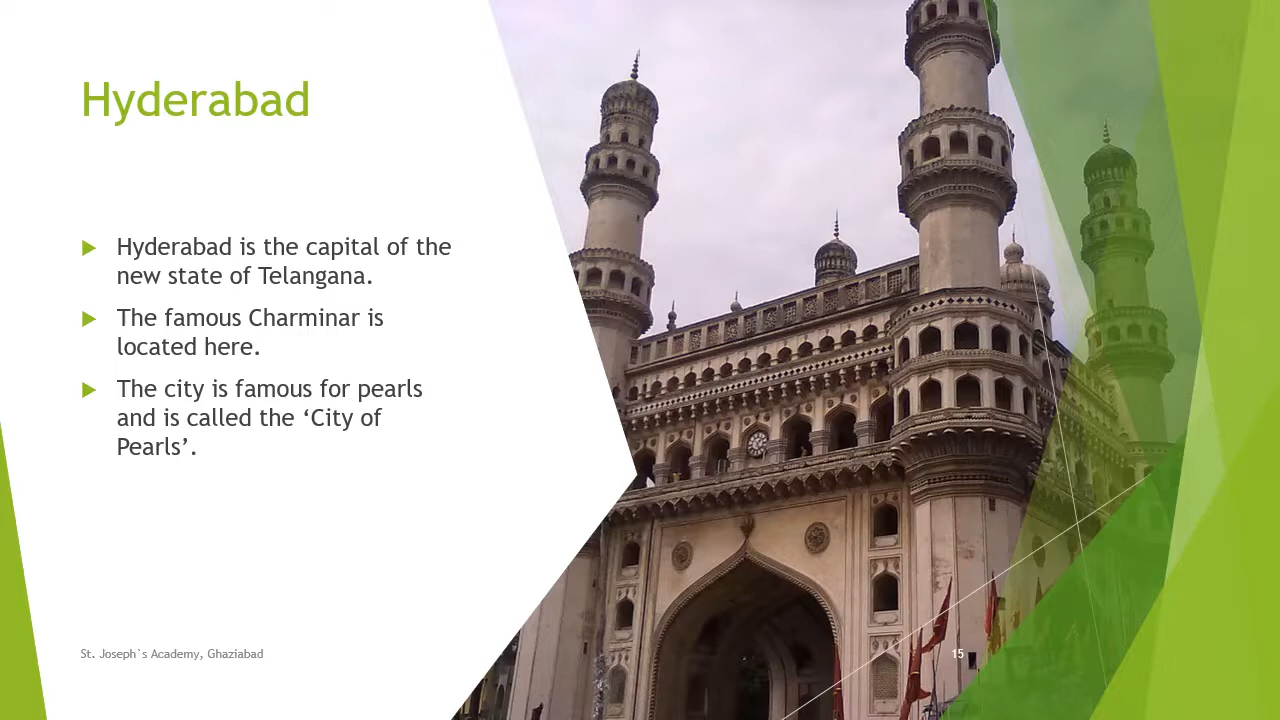 Hyderabad
Hyderabad is the capital of the
new state of Telangana.
The famous Charminar is
located here.
The city is famous for pearls
and is called the ‘City of
Pearls’.
St. Joseph`s Academy, Ghaziabad
15